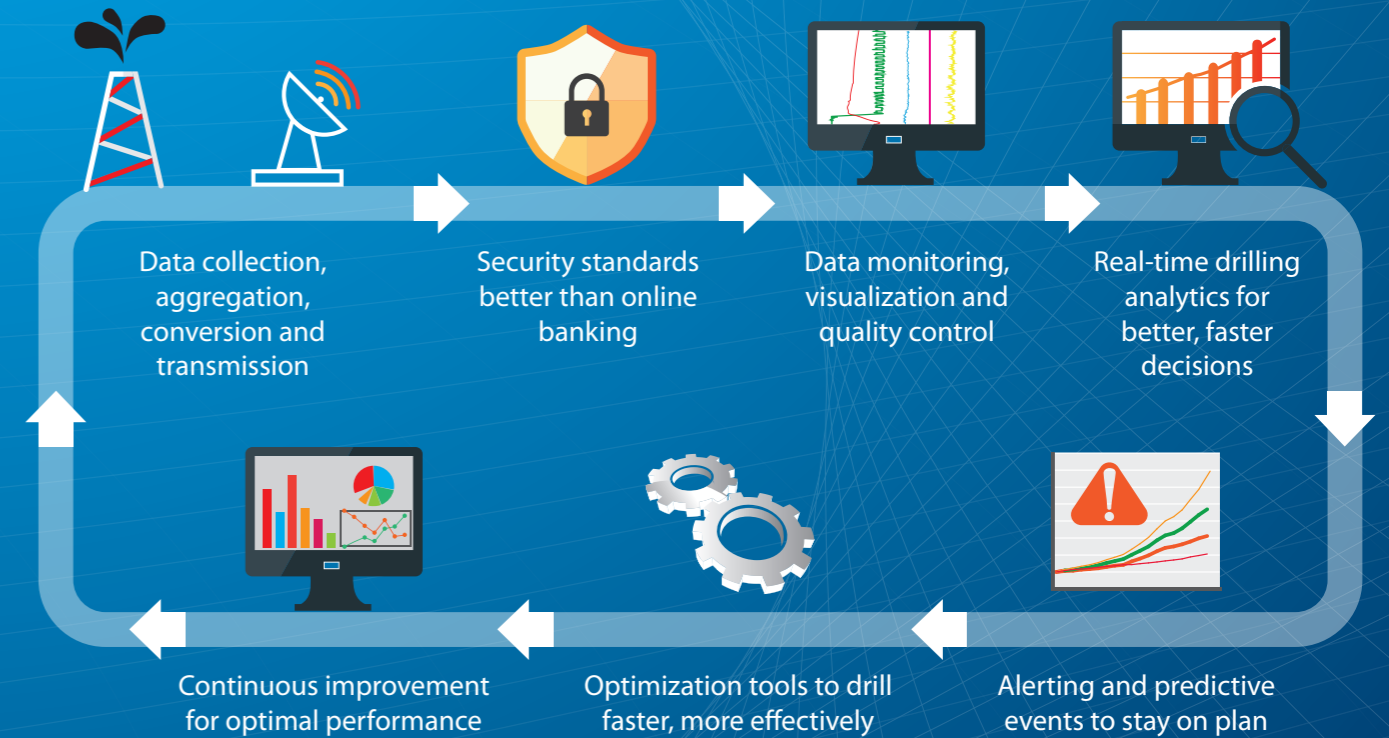 Data collection,
aggregation,
conversion and
transmission
Security standards
better than online
banking
Data monitoring,
visualization and
quality control
Real-time drilling
analytics for
better, faster
decisions
Continuous improvement
for optimal performance
Optimization tools to drill
faster, more effectively
Alerting and predictive
events to stay on plan